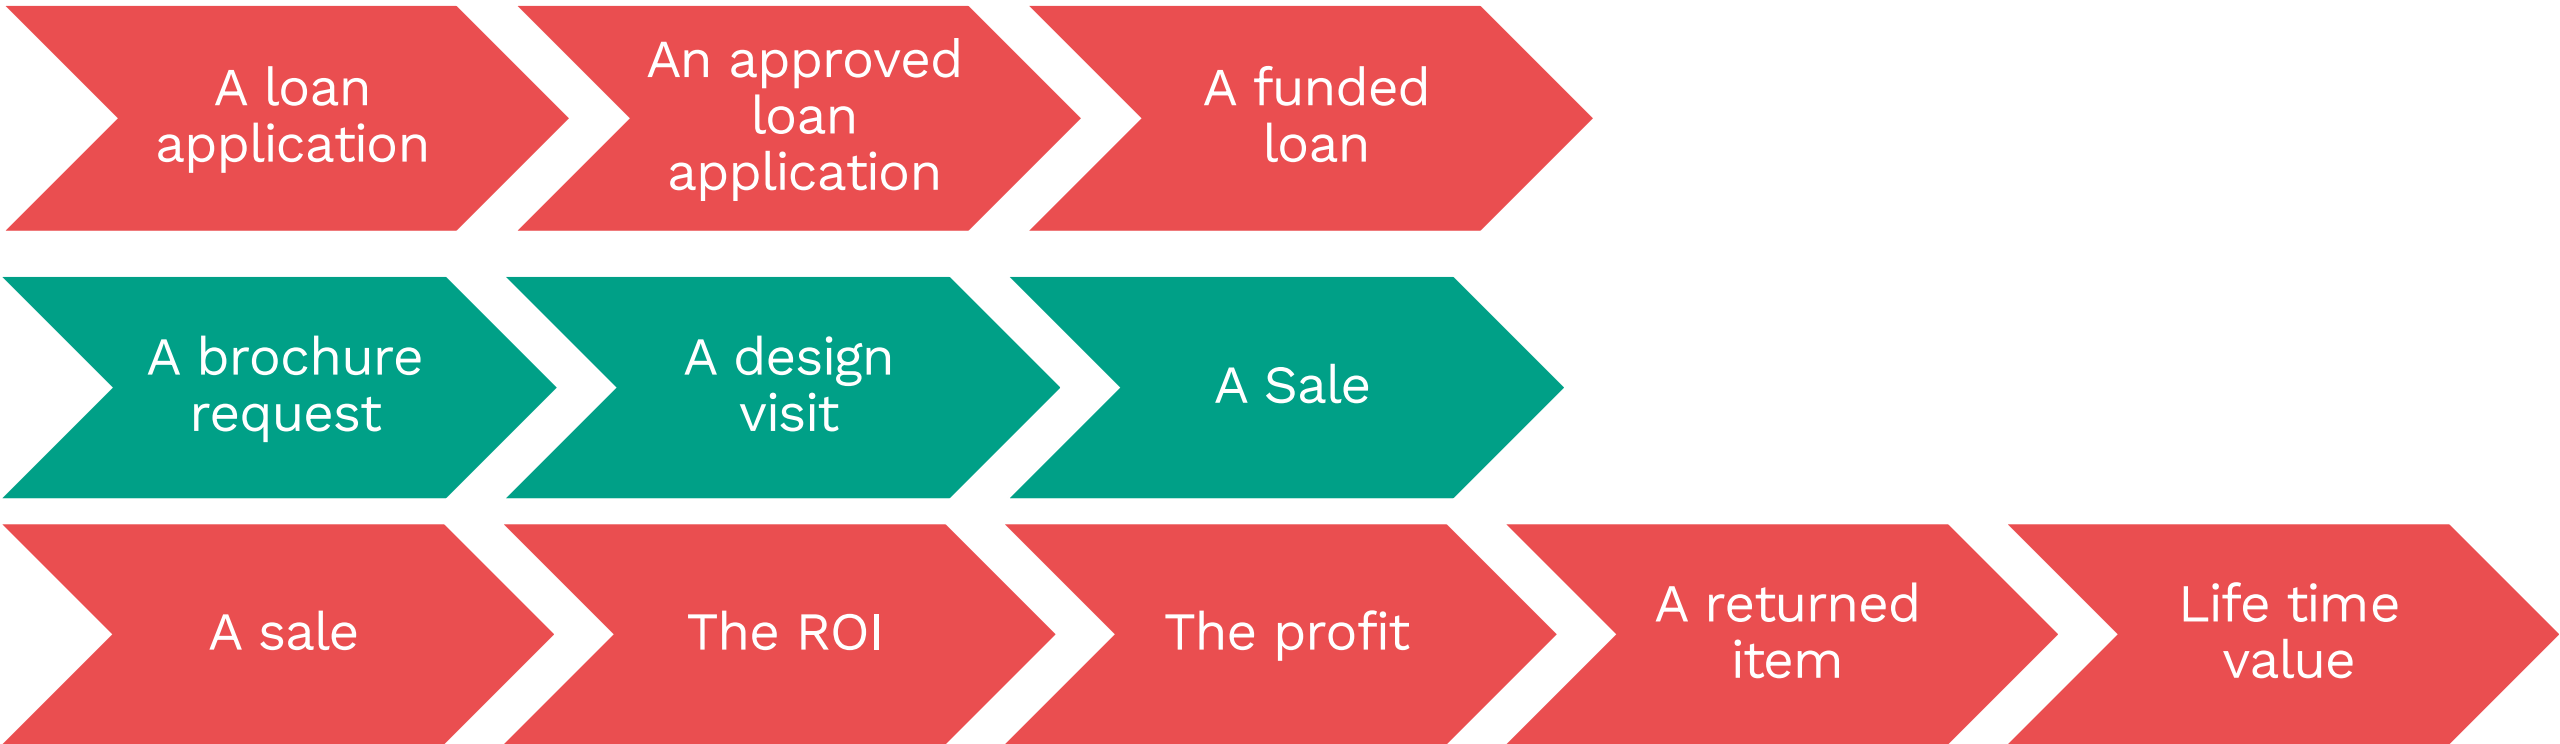 A loan
application
An approved
loan
application
A funded
loan
A brochure
request
A design
visit
A Sale
A sale
The ROI
The profit
A returned
item
Life time
value